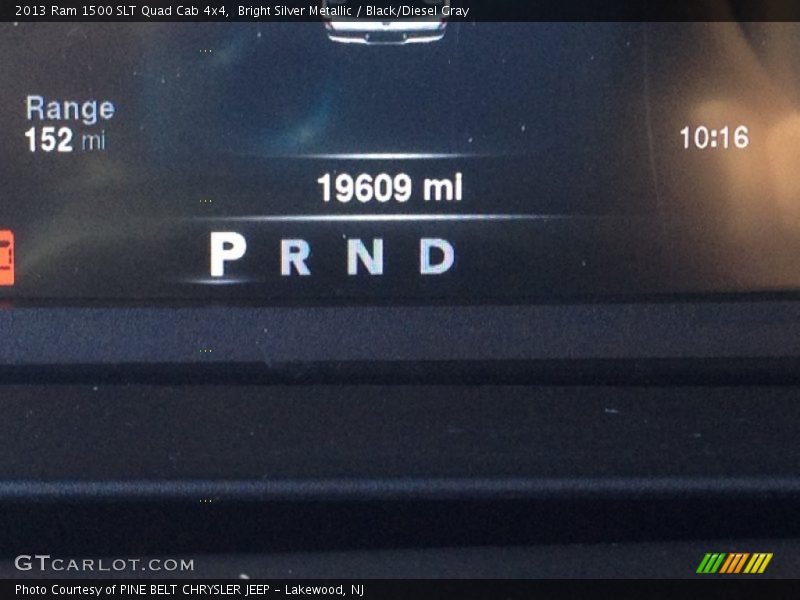 2013 Ram 1500 SLT Quad Cab 4x4,  Bright Silver Metallic / Black/Diesel Gray
Range
152 mi
10:16
19609 mi
P R N D
GTCARLOT.COM
Photo Courtesy of PINE BELT CHRYSLER JEEP - Lakewood, NJ